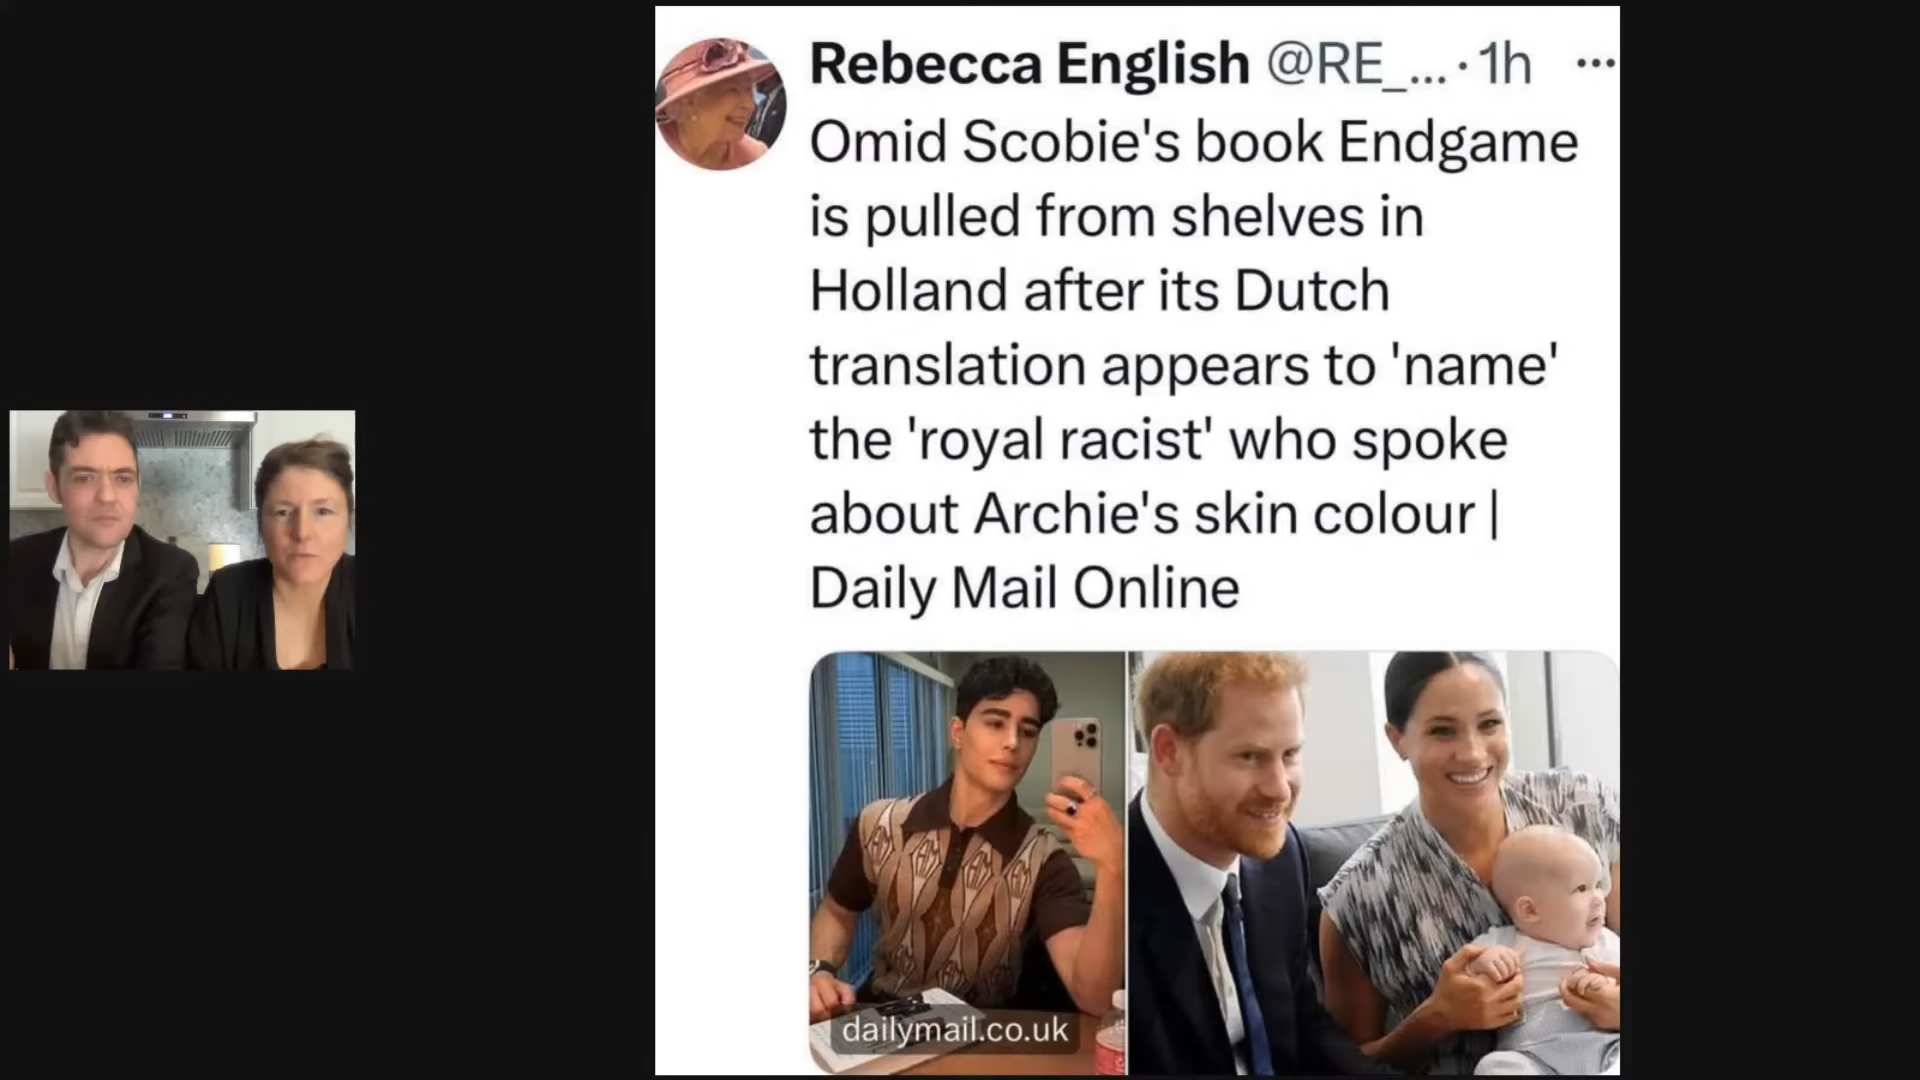 Rebecca English @RE_... · 1h ...
Omid Scobie's book Endgame
is pulled from shelves in
Holland after its Dutch
translation appears to 'name'
the 'royal racist' who spoke
about Archie's skin colour |
Daily Mail Online
dailymail.co.uk